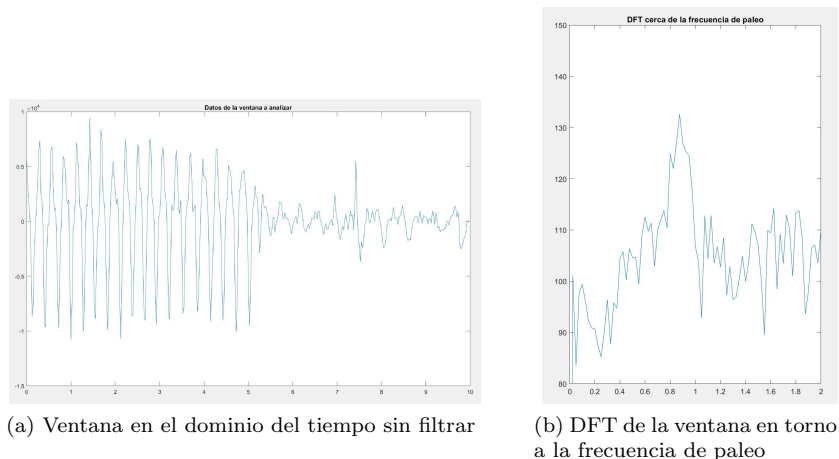 Datos de la ventana a analizar
×10⁴
1
0.5
0
-0.5
-1
-1.5
0 1 2 3 4 5 6 7 8 9 10
(a) Ventana en el dominio del tiempo sin filtrar
DFT cerca de la frecuencia de paleo
150
140
130
120
110
100
90
80
0 0.2 0.4 0.6 0.8 1 1.2 1.4 1.6 1.8 2
(b) DFT de la ventana en torno
a la frecuencia de paleo